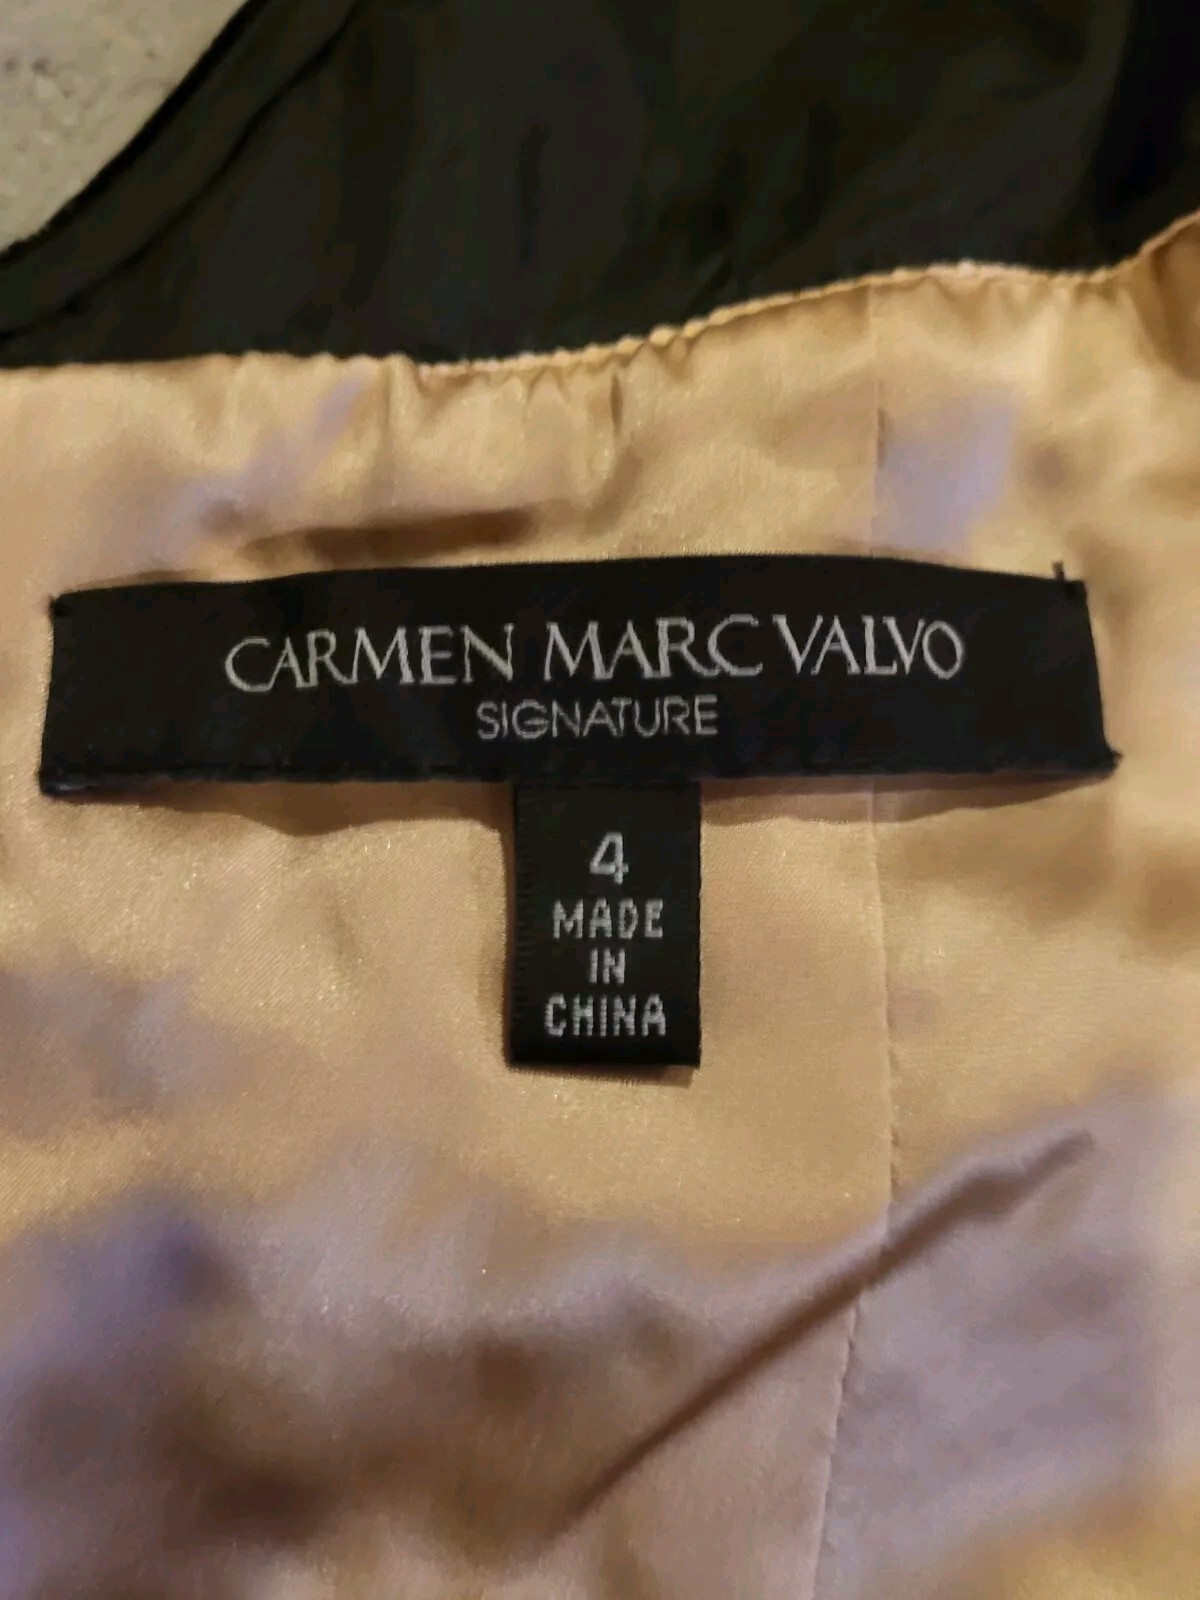 CARMEN MARC VALVO
SIGNATURE
4
MADE
IN
CHINA